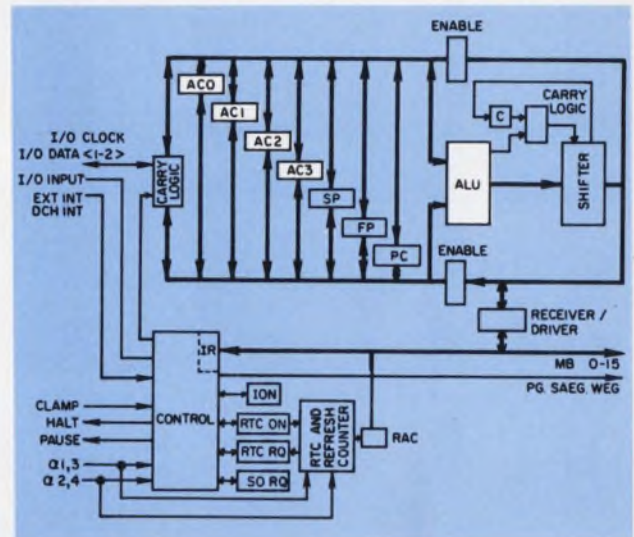 ENABLE
AC0
AC1
AC2
AC3
SP
FP
PC
CARRY
LOGIC
C
ALU
SHIFTER
CARRY
LOGIC
I/O CLOCK
I/O DATA <1-2>
I/O INPUT
EXT INT
DCH INT
ENABLE
RECEIVER /
DRIVER
MB 0-15
PG. SAEG. WEG
IR
CONTROL
ION
RTC ON
RTC RQ
SO RQ
RTC AND
REFRESH
COUNTER
RAC
CLAMP
HALT
PAUSE
α1,3
α2,4